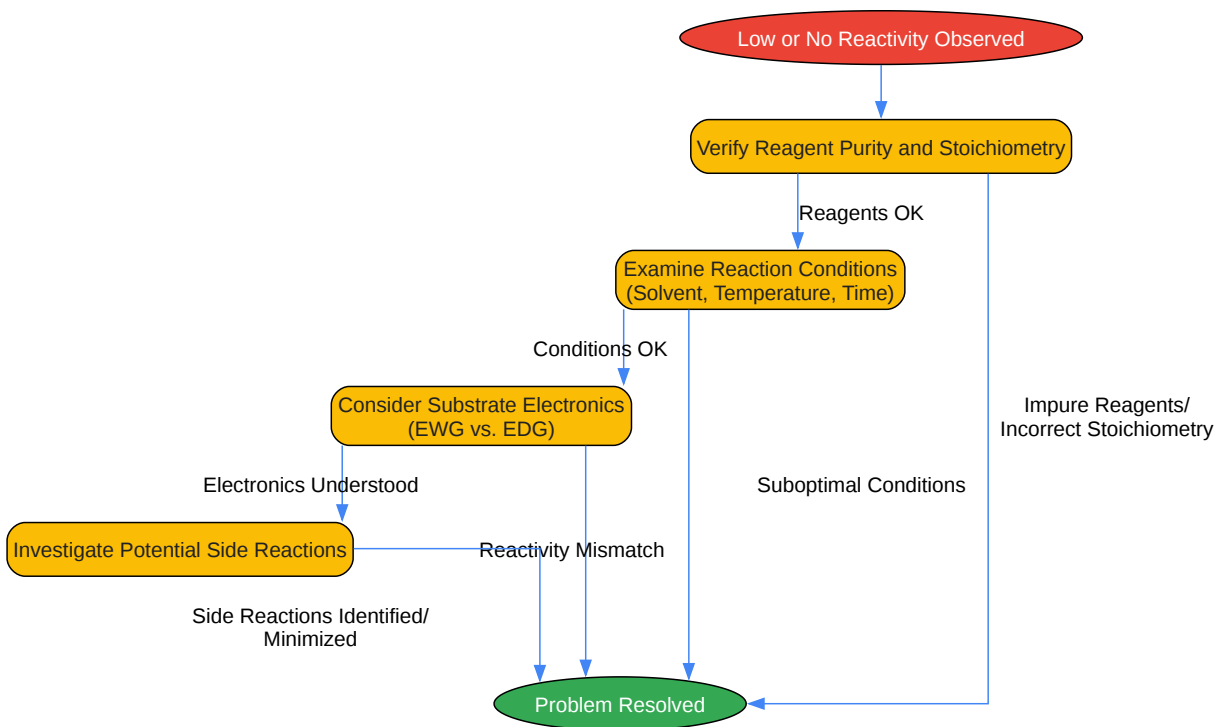 Low or No Reactivity Observed
Verify Reagent Purity and Stoichiometry
Reagents OK
Examine Reaction Conditions
(Solvent, Temperature, Time)
Conditions OK
Consider Substrate Electronics
(EWG vs. EDG)
Impure Reagents/
Incorrect Stoichiometry
Electronics Understood
Suboptimal Conditions
Investigate Potential Side Reactions
Reactivity Mismatch
Side Reactions Identified/
Minimized
Problem Resolved